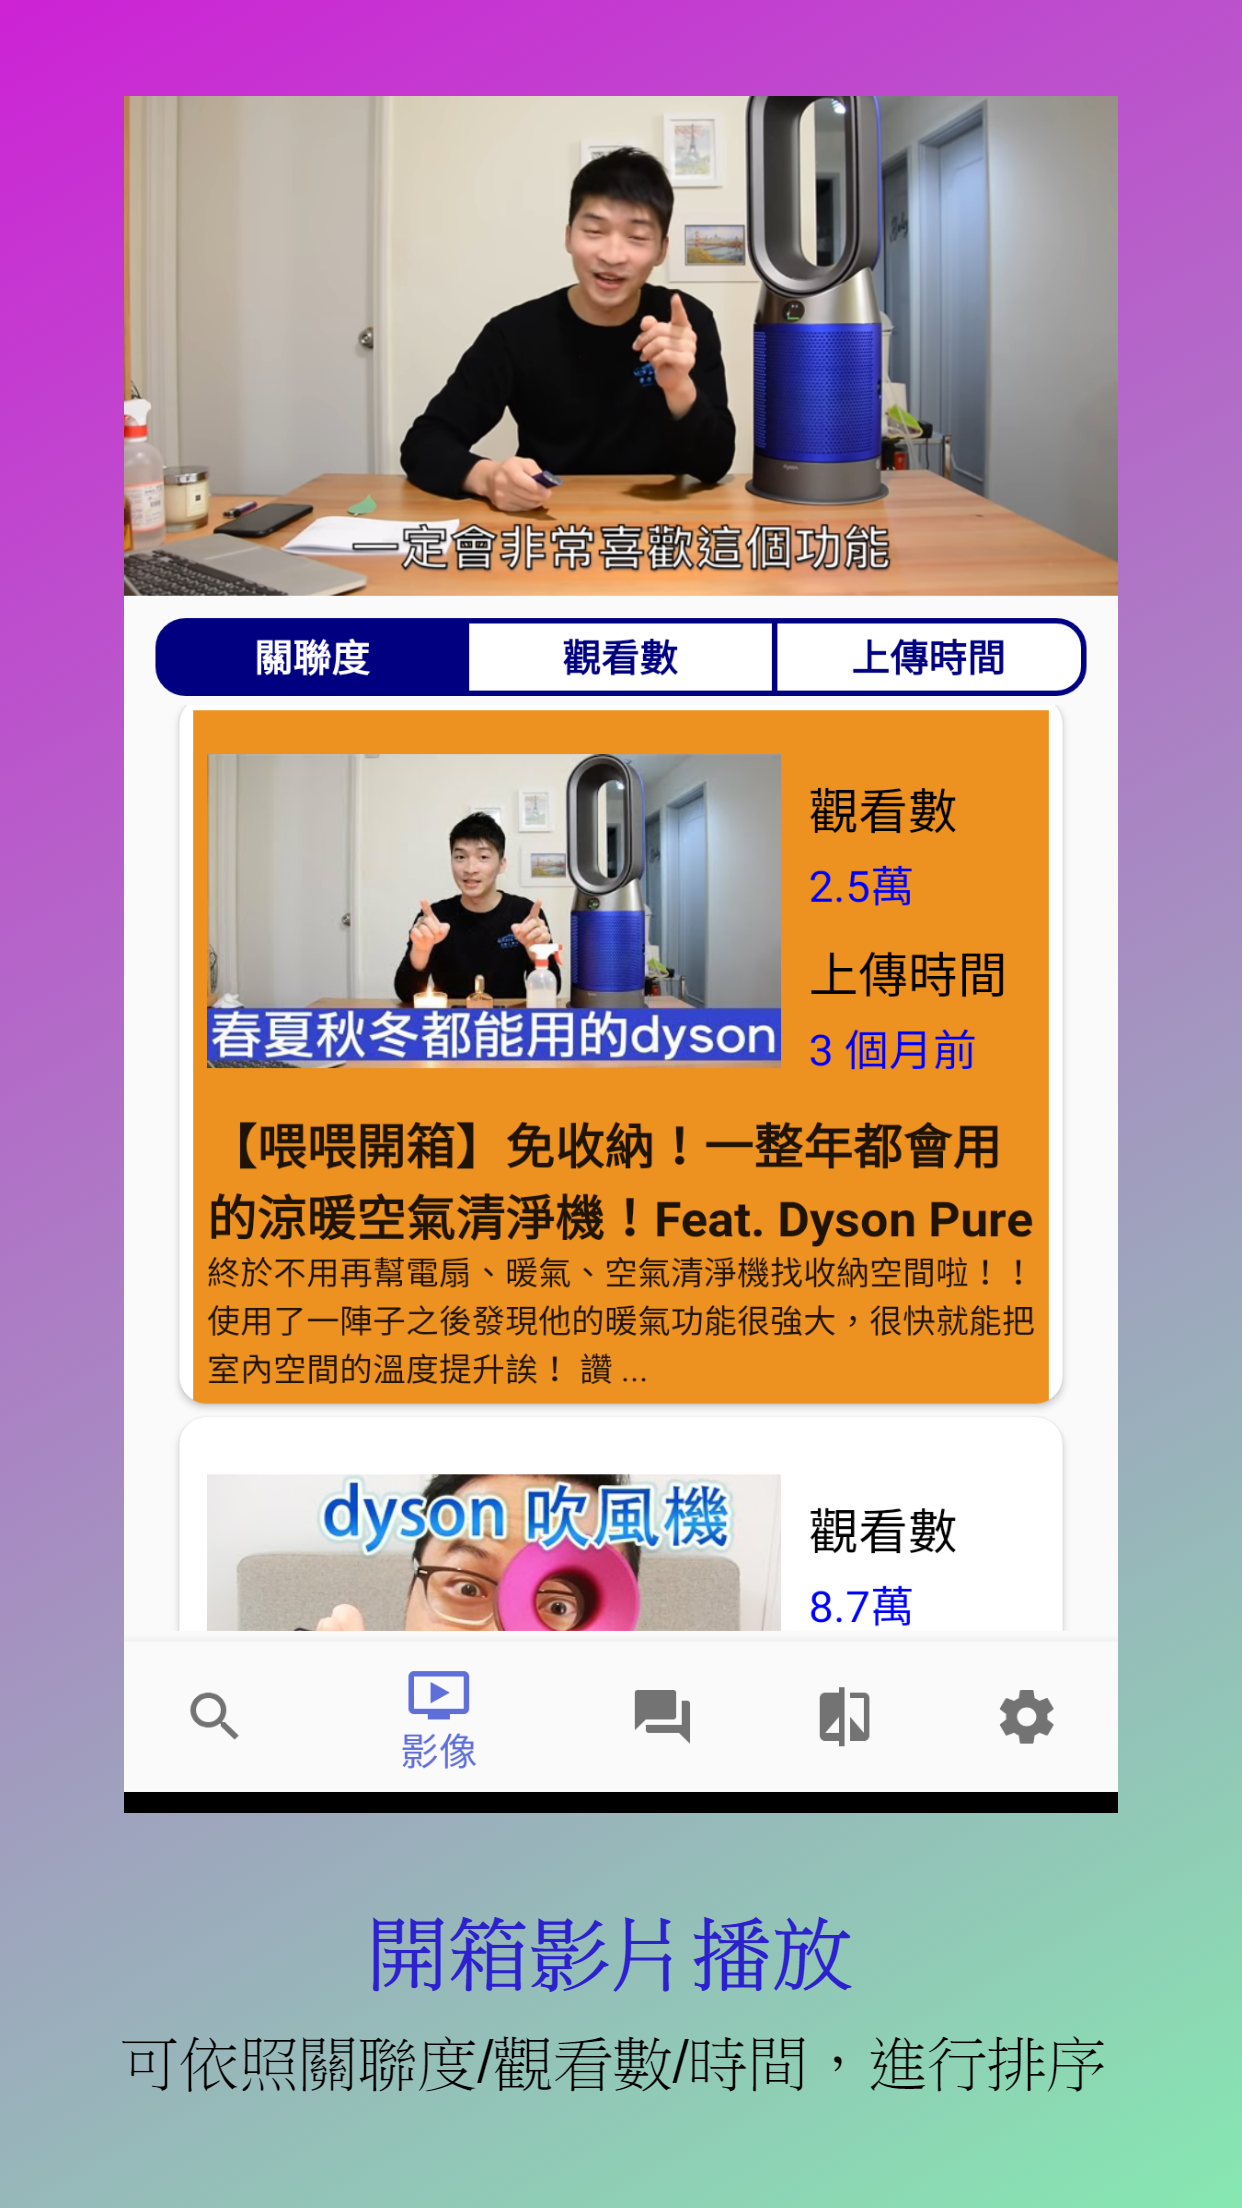 一定會非常喜歡這個功能
關聯度
觀看數
上傳時間
觀看數
2.5萬
上傳時間
3 個月前
春夏秋冬都能用的dyson
【喂喂開箱】免收納！一整年都會用
的涼暖空氣清淨機！Feat. Dyson Pure
終於不用再幫電扇、暖氣、空氣清淨機找收納空間啦！！
使用了一陣子之後發現他的暖氣功能很強大，很快就能把
室內空間的溫度提升誒！ 讚 ...
dyson 吹風機
觀看數
8.7萬
影像
開箱影片播放
可依照關聯度/觀看數/時間，進行排序